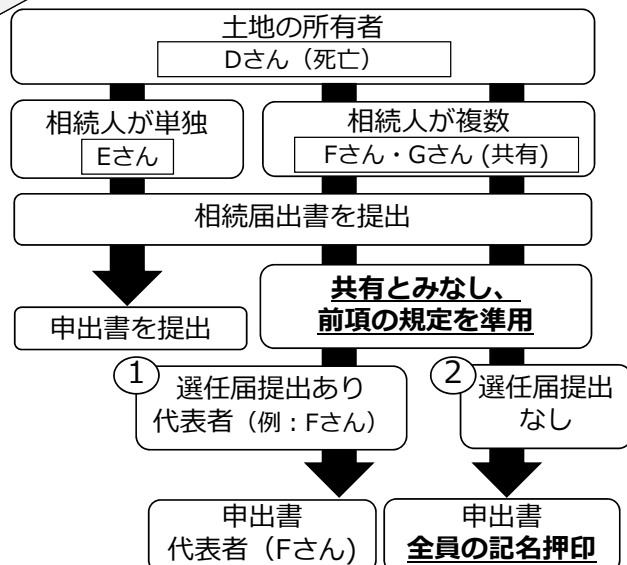 土地の所有者
Dさん（死亡）
相続人が単独
Eさん
相続人が複数
Fさん・Gさん (共有)
相続届出書を提出
申出書を提出
共有とみなし、
前項の規定を準用
①
選任届提出あり
代表者（例：Fさん）
②
選任届提出
なし
申出書
代表者（Fさん)
申出書
全員の記名押印